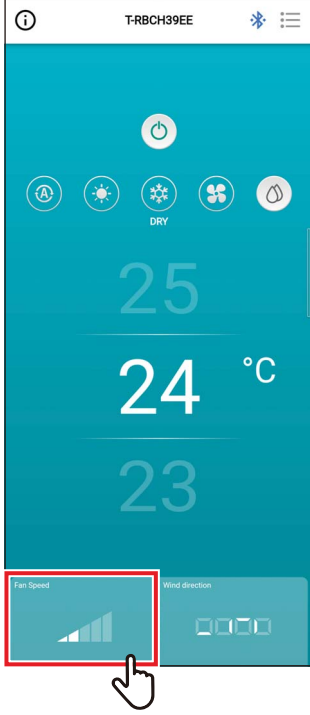 T-RBCH39EE
DRY
25
24 °C
23
Fan Speed
Wind direction